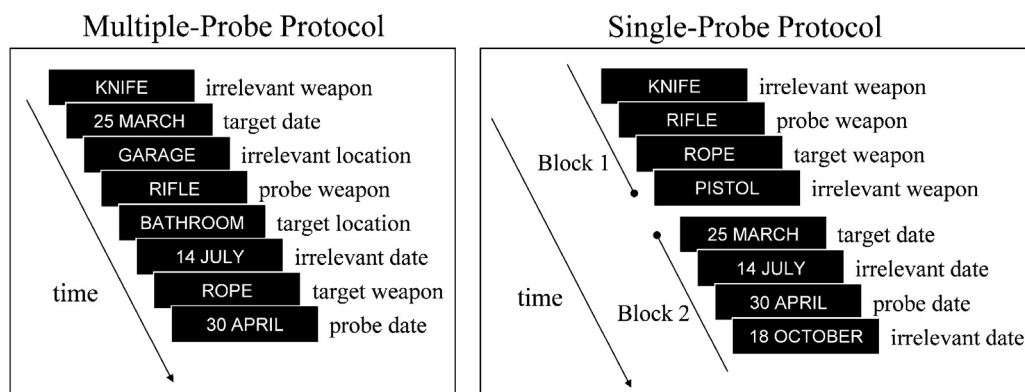 Multiple-Probe Protocol
KNIFE irrelevant weapon
25 MARCH target date
GARAGE irrelevant location
RIFLE probe weapon
BATHROOM target location
14 JULY irrelevant date
ROPE target weapon
30 APRIL probe date
time
Single-Probe Protocol
KNIFE irrelevant weapon
RIFLE probe weapon
ROPE target weapon
PISTOL irrelevant weapon
Block 1
25 MARCH target date
14 JULY irrelevant date
30 APRIL probe date
18 OCTOBER irrelevant date
Block 2
time